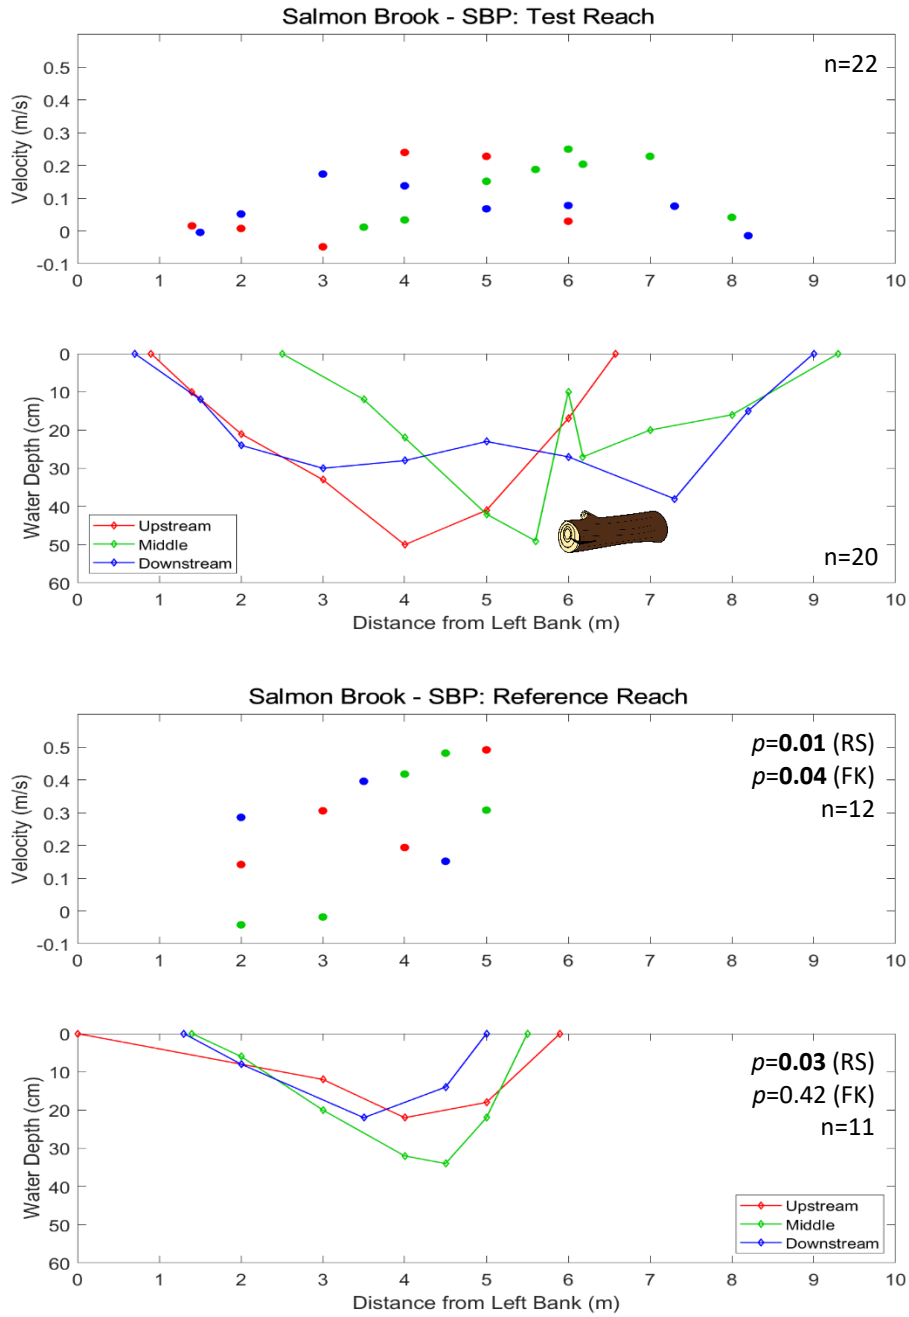 Salmon Brook - SBP: Test Reach
n=22
Velocity (m/s)
0.5
0.4
0.3
0.2
0.1
0
-0.1
0 1 2 3 4 5 6 7 8 9 10
Water Depth (cm)
0
10
20
30
40
50
60
Upstream
Middle
Downstream
n=20
0 1 2 3 4 5 6 7 8 9 10
Distance from Left Bank (m)
Salmon Brook - SBP: Reference Reach
p=0.01 (RS)
p=0.04 (FK)
n=12
Velocity (m/s)
0.5
0.4
0.3
0.2
0.1
0
-0.1
0 1 2 3 4 5 6 7 8 9 10
p=0.03 (RS)
p=0.42 (FK)
n=11
Water Depth (cm)
0
10
20
30
40
50
60
Upstream
Middle
Downstream
0 1 2 3 4 5 6 7 8 9 10
Distance from Left Bank (m)